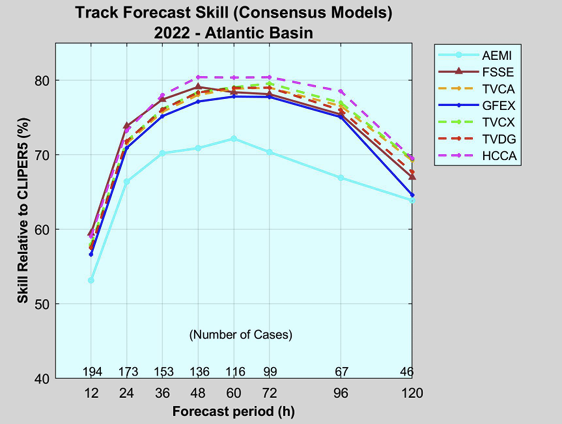 Track Forecast Skill (Consensus Models)
2022 - Atlantic Basin
Skill Relative to CLIPER5 (%)
80
70
60
50
40
AEMI
FSSE
TVCA
GFEX
TVCX
TVDG
HCCA
(Number of Cases)
194 173 153 136 116 99 67 46
12 24 36 48 60 72 96 120
Forecast period (h)